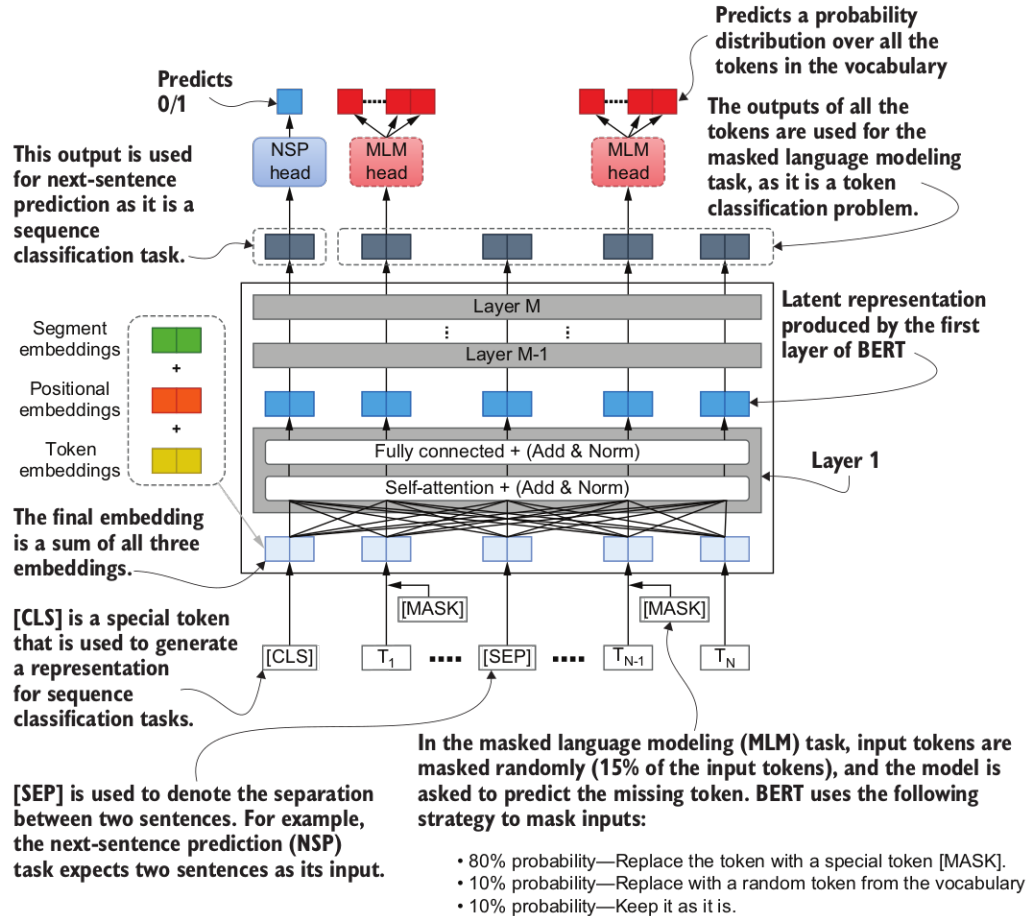 Predicts a probability
distribution over all the
tokens in the vocabulary
Predicts
0/1
The outputs of all the
tokens are used for the
masked language modeling
task, as it is a token
classification problem.
This output is used
for next-sentence
prediction as it is a
sequence
classification task.
NSP
head
MLM
head
MLM
head
Layer M
Layer M-1
Segment
embeddings
+
Positional
embeddings
+
Token
embeddings
Latent representation
produced by the first
layer of BERT
Fully connected + (Add & Norm)
Self-attention + (Add & Norm)
Layer 1
The final embedding
is a sum of all three
embeddings.
[MASK]
[MASK]
[CLS] is a special token
that is used to generate
a representation
for sequence
classification tasks.
[CLS]
T1
[SEP]
TN-1
TN
[SEP] is used to denote the separation
between two sentences. For example,
the next-sentence prediction (NSP)
task expects two sentences as its input.
In the masked language modeling (MLM) task, input tokens are
masked randomly (15% of the input tokens), and the model is
asked to predict the missing token. BERT uses the following
strategy to mask inputs:
• 80% probability—Replace the token with a special token [MASK].
• 10% probability—Replace with a random token from the vocabulary
• 10% probability—Keep it as it is.